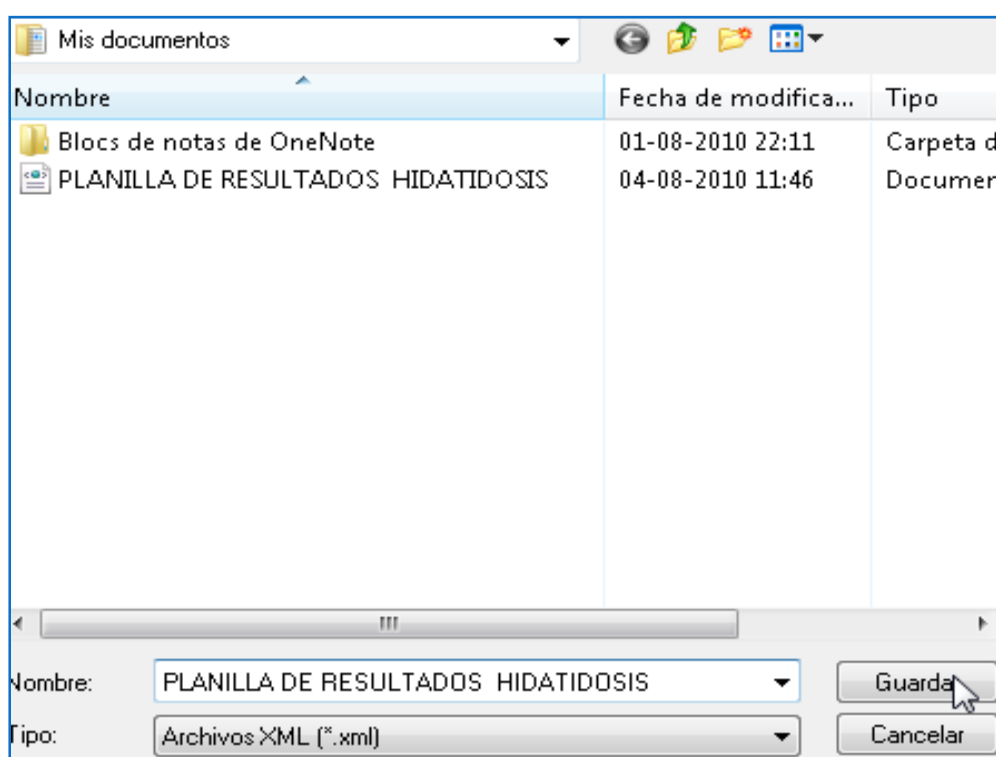 Mis documentos
Nombre Fecha de modifica... Tipo
Blocs de notas de OneNote 01-08-2010 22:11 Carpeta d
PLANILLA DE RESULTADOS HIDATIDOSIS 04-08-2010 11:46 Documen
Nombre: PLANILLA DE RESULTADOS HIDATIDOSIS Guarda
Tipo: Archivos XML (*.xml) Cancelar